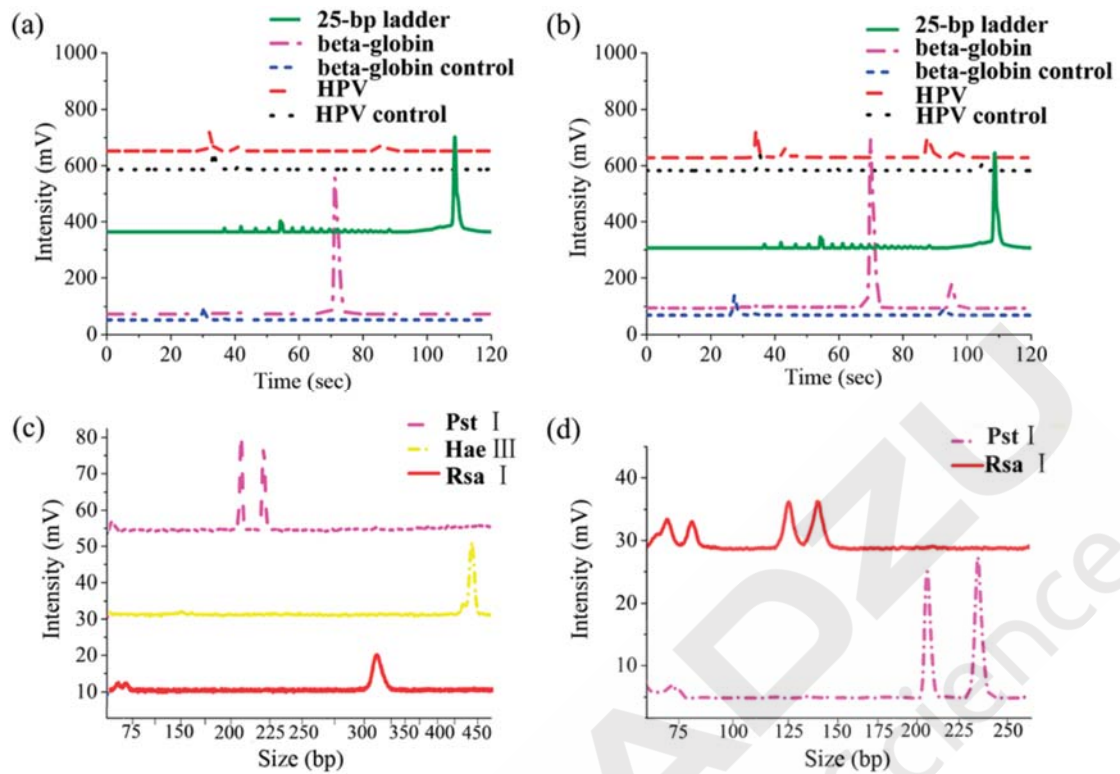 (a)
25-bp ladder
beta-globin
beta-globin control
HPV
HPV control
1000
800
600
400
200
0
Intensity (mV)
0 20 40 60 80 100 120
Time (sec)
(b)
25-bp ladder
beta-globin
beta-globin control
HPV
HPV control
1000
800
600
400
200
0
Intensity (mV)
0 20 40 60 80 100 120
Time (sec)
(c)
Pst Ⅰ
Hae Ⅲ
Rsa Ⅰ
80
70
60
50
40
30
20
10
Intensity (mV)
75 150 200 225 250 300 350 400 450
Size (bp)
(d)
Pst Ⅰ
Rsa Ⅰ
40
30
20
10
Intensity (mV)
75 100 125 150 200 225 250
Size (bp)
ADZU
Science